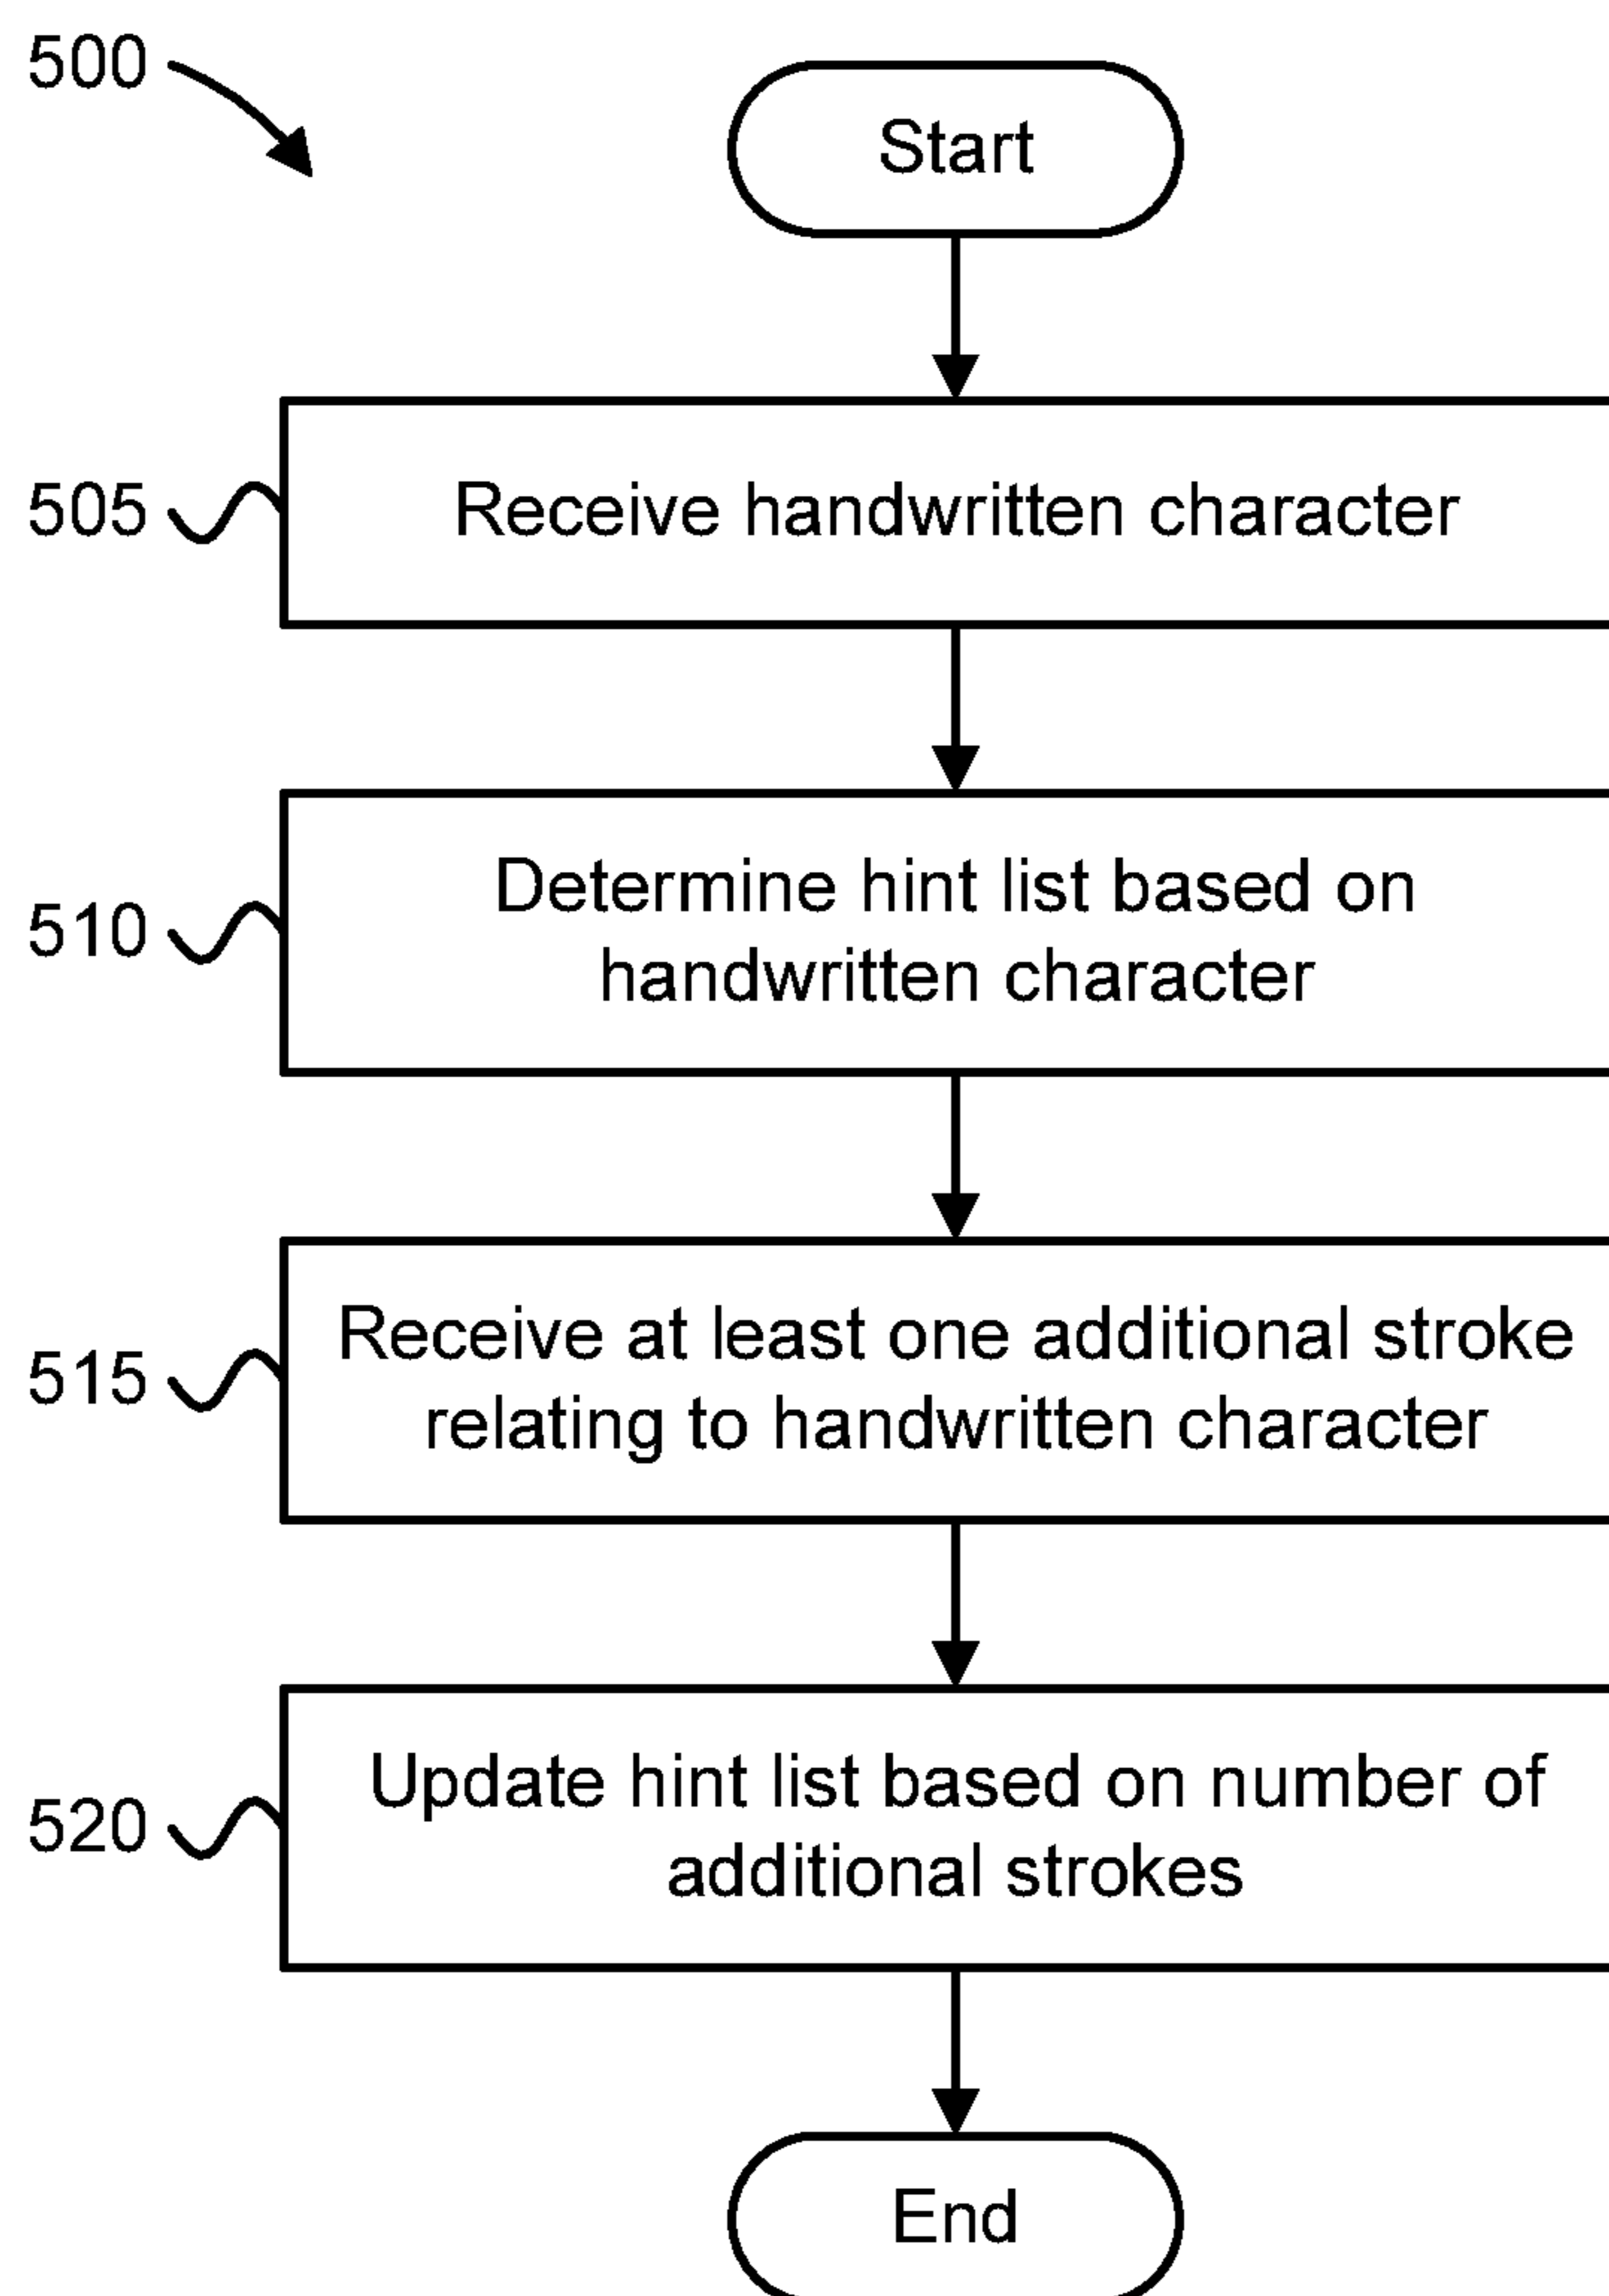 500
Start
505
Receive handwritten character
510
Determine hint list based on
handwritten character
515
Receive at least one additional stroke
relating to handwritten character
520
Update hint list based on number of
additional strokes
End